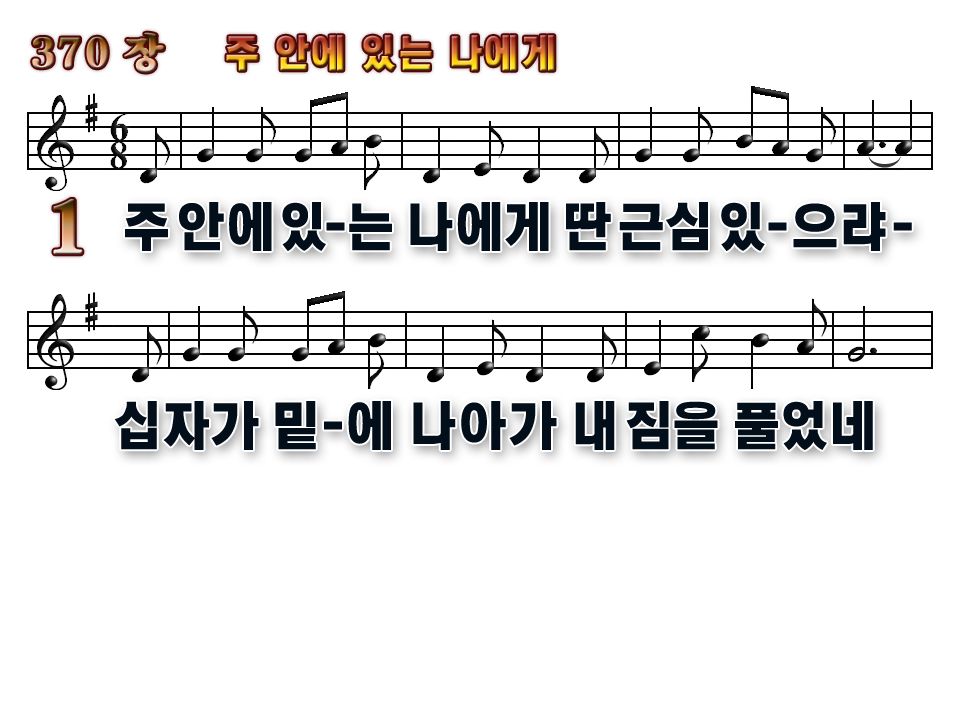 370 장 주 안에 있는 나에게
6
8
1 주 안 에 있-는 나에게 딴 근심 있-으랴-
십자가 밑-에 나아가 내 짐을 풀었네